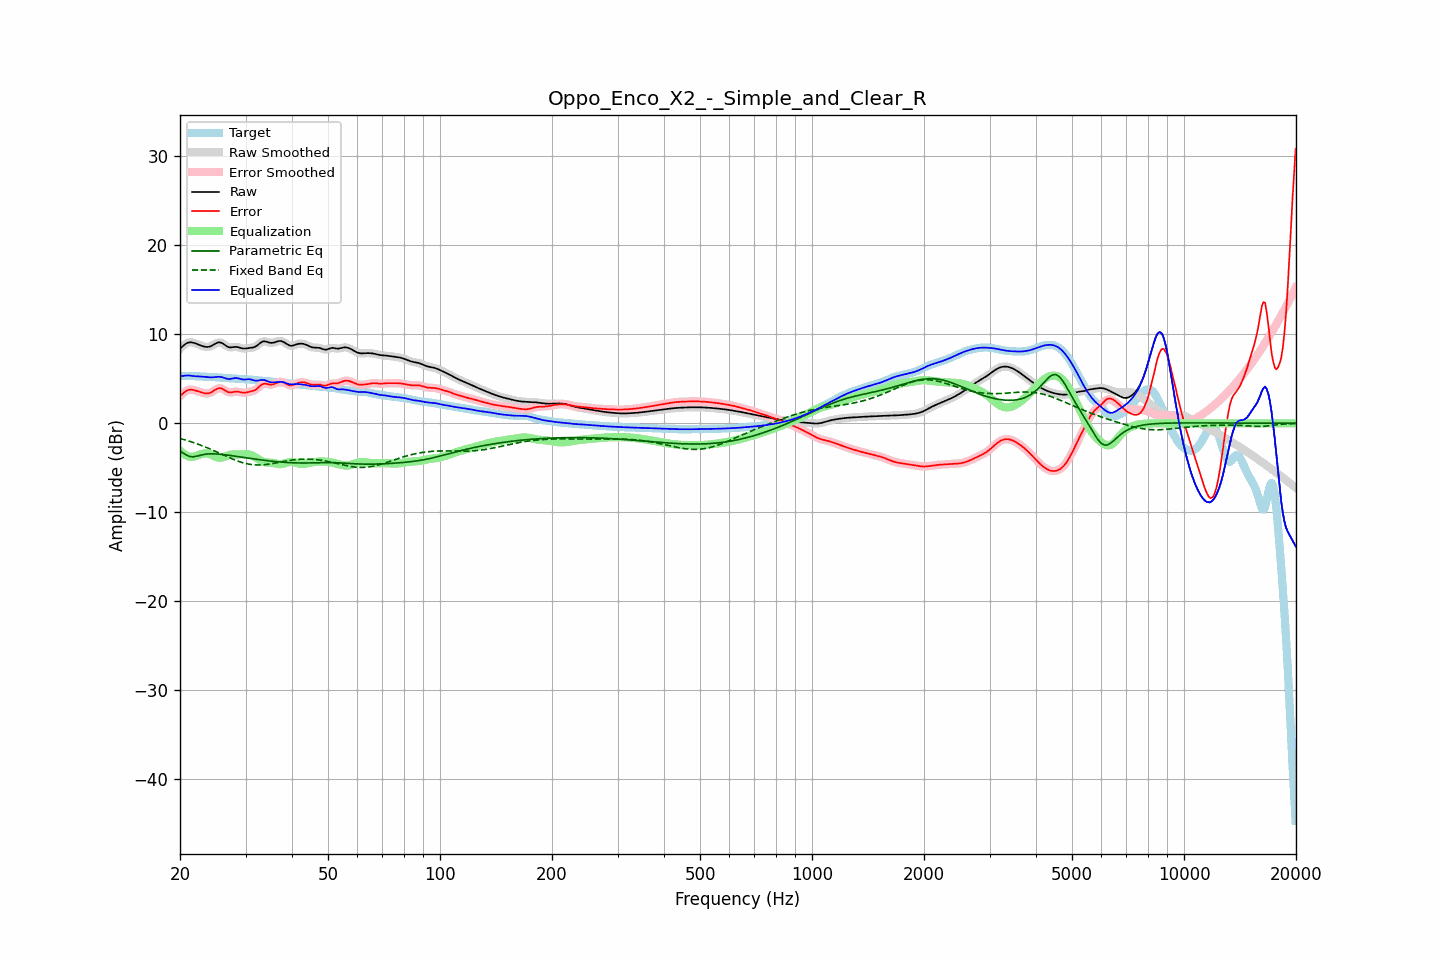 Oppo_Enco_X2_-_Simple_and_Clear_R
Target
Raw Smoothed
Error Smoothed
Raw
Error
Equalization
Parametric Eq
Fixed Band Eq
Equalized
30
20
10
0
−10
−20
−30
−40
Amplitude (dBr)
20
50
100
200
500
1000
2000
5000
10000
20000
Frequency (Hz)